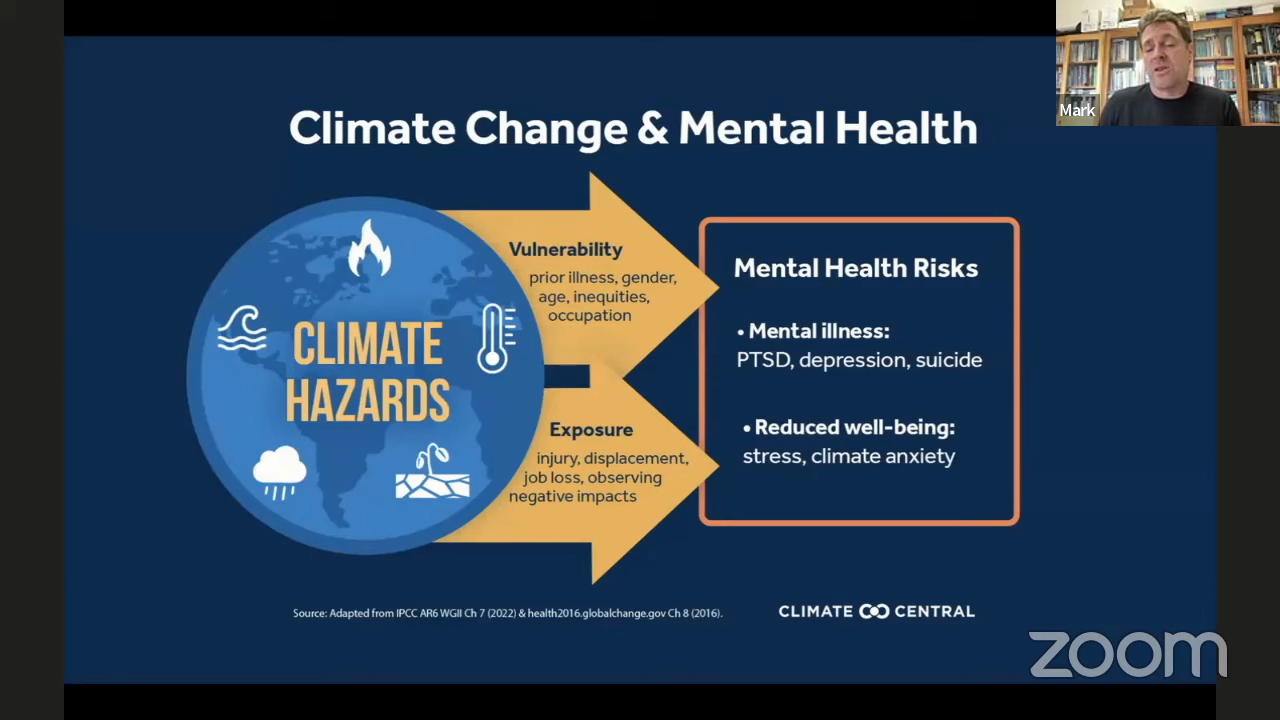 Mark
Climate Change & Mental Health
CLIMATE
HAZARDS
Vulnerability
prior illness, gender,
age, inequities,
occupation
Exposure
injury, displacement,
job loss, observing
negative impacts
Mental Health Risks
• Mental illness:
PTSD, depression, suicide
• Reduced well-being:
stress, climate anxiety
Source: Adapted from IPCC AR6 WGII Ch 7 (2022) & health2016.globalchange.gov Ch 8 (2016).
CLIMATE CENTRAL
zoom